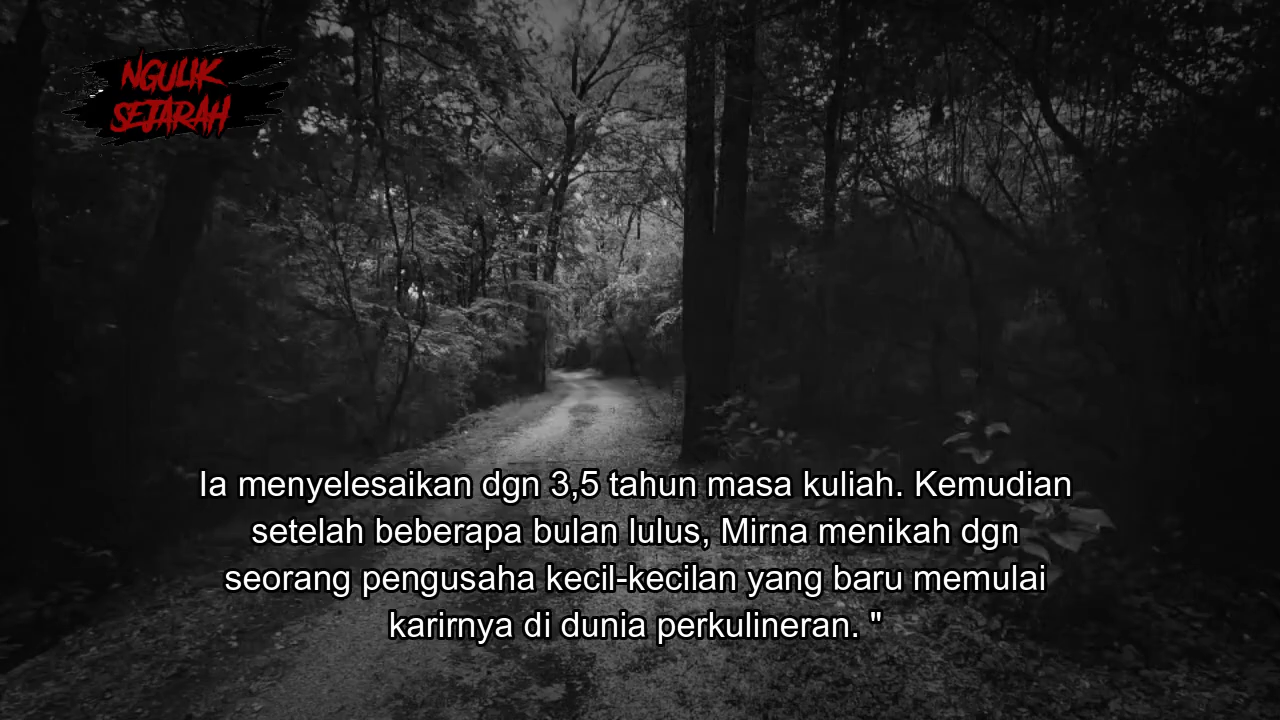 NGULIK
SEJARAH
Ia menyelesaikan dgn 3,5 tahun masa kuliah. Kemudian
setelah beberapa bulan lulus, Mirna menikah dgn
seorang pengusaha kecil-kecilan yang baru memulai
karirnya di dunia perkulineran. "